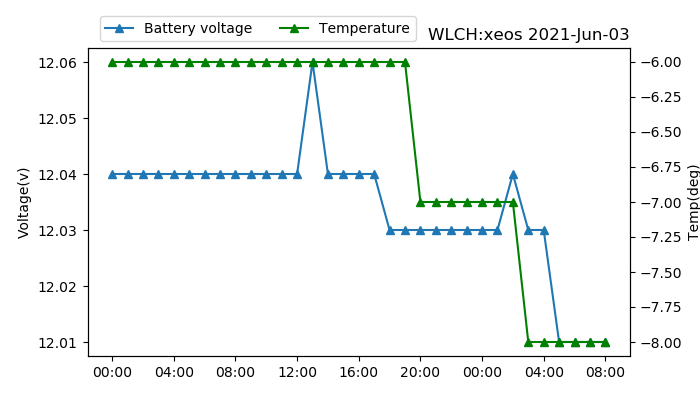 Battery voltage
Temperature
WLCH:xeos 2021-Jun-03
Voltage(v)
12.06
12.05
12.04
12.03
12.02
12.01
−6.00
−6.25
−6.50
−6.75
−7.00
−7.25
−7.50
−7.75
−8.00
Temp(deg)
00:00 04:00 08:00 12:00 16:00 20:00 00:00 04:00 08:00